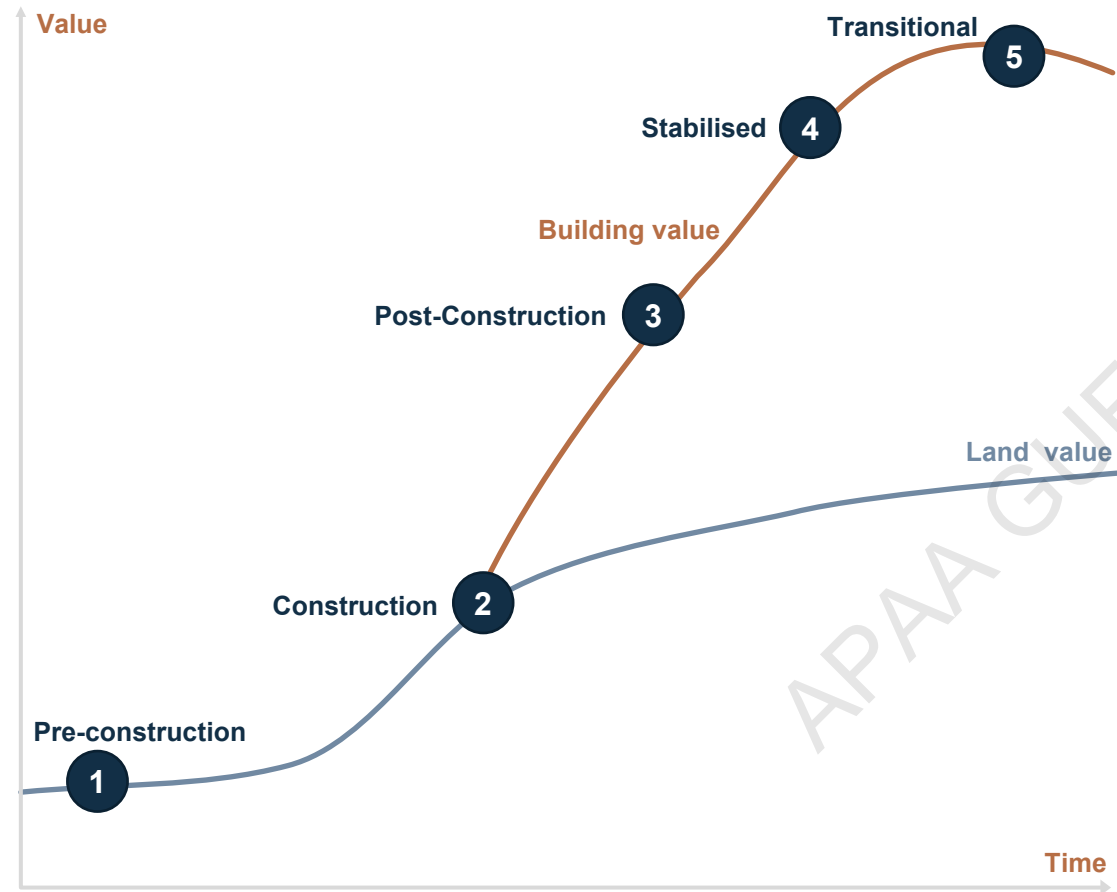 Value
Transitional
5
Stabilised
4
Building value
Post-Construction
3
Land value
Construction
2
Pre-construction
1
Time
APAA